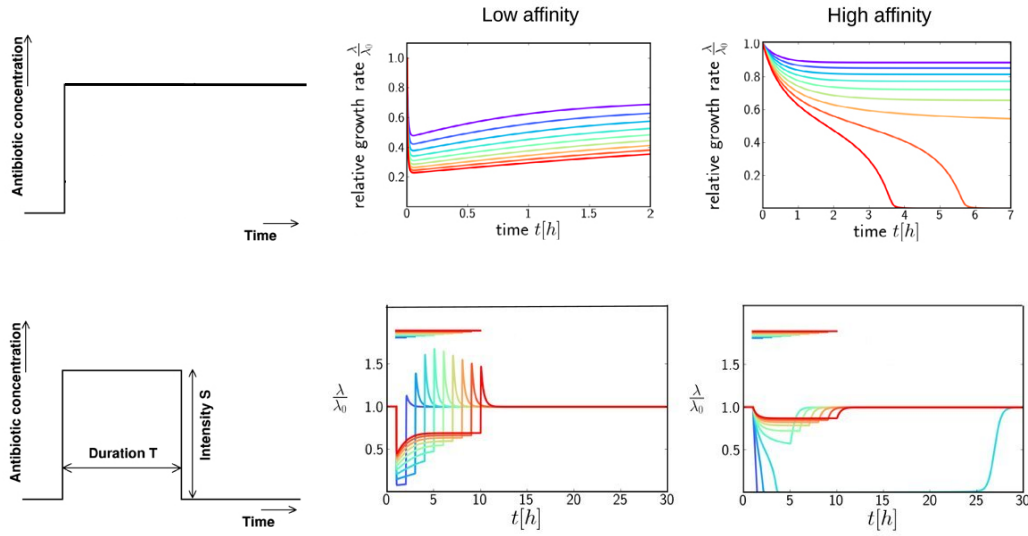 Low affinity
High affinity
Antibiotic concentration
Time
relative growth rate λ/λ₀
1.0
0.8
0.6
0.4
0.2
0
0.5
1
1.5
2
time t[h]
relative growth rate λ/λ₀
1.0
0.8
0.6
0.4
0.2
0
1
2
3
4
5
6
7
time t[h]
Antibiotic concentration
Duration T
Intensity S
Time
λ/λ₀
1.5
1.0
0.5
0
5
10
15
20
25
30
t[h]
λ/λ₀
1.5
1.0
0.5
0
5
10
15
20
25
30
t[h]